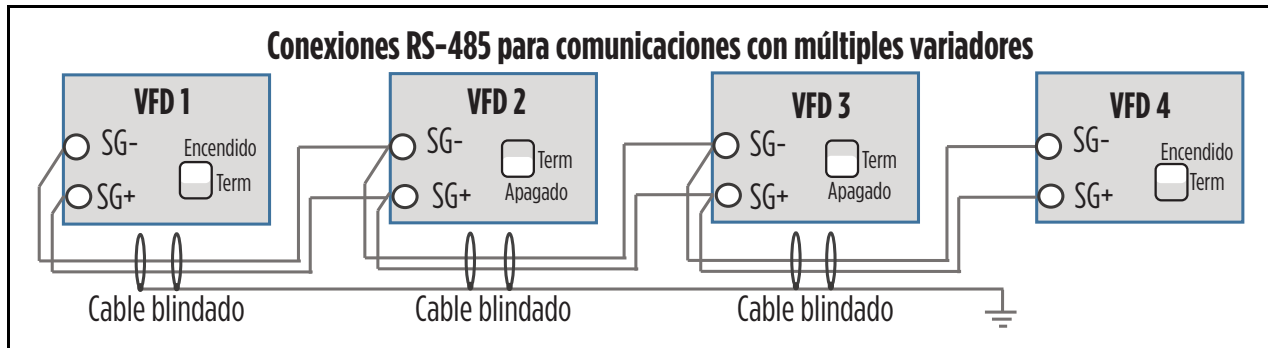 Conexiones RS-485 para comunicaciones con múltiples variadores
VFD 1
SG-
Encendido
Term
SG+
VFD 2
SG-
Term
SG+
Apagado
VFD 3
SG-
Term
SG+
Apagado
VFD 4
SG-
Encendido
Term
SG+
Cable blindado
Cable blindado
Cable blindado